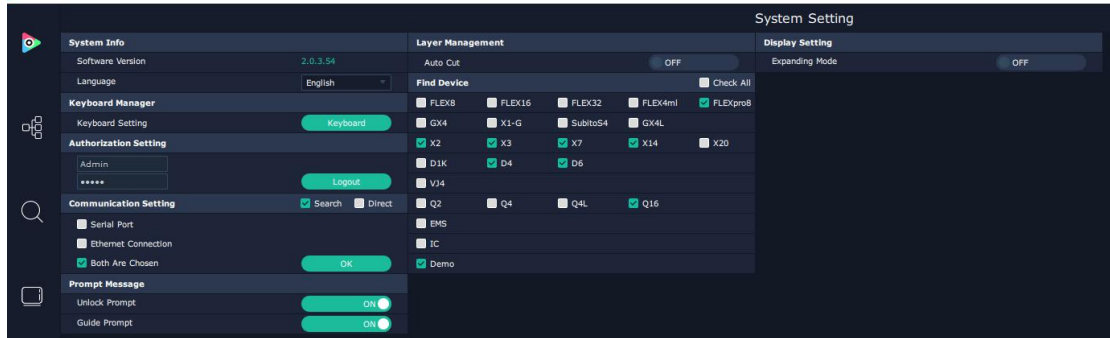 System Setting
System Info
Software Version 2.0.3.54
Language English
Keyboard Manager
Keyboard Setting Keyboard
Authorization Setting
Admin
••••• Logout
Communication Setting Search Direct
Serial Port
Ethernet Connection
Both Are Chosen OK
Prompt Message
Unlock Prompt ON
Guide Prompt ON
Layer Management
Auto Cut OFF
Find Device Check All
FLEX8 FLEX16 FLEX32 FLEX4ml FLEXpro8
GX4 X1-G SubitoS4 GX4L
X2 X3 X7 X14 X20
D1K D4 D6
VJ4
Q2 Q4 Q4L Q16
EMS
IC
Demo
Display Setting
Expanding Mode OFF